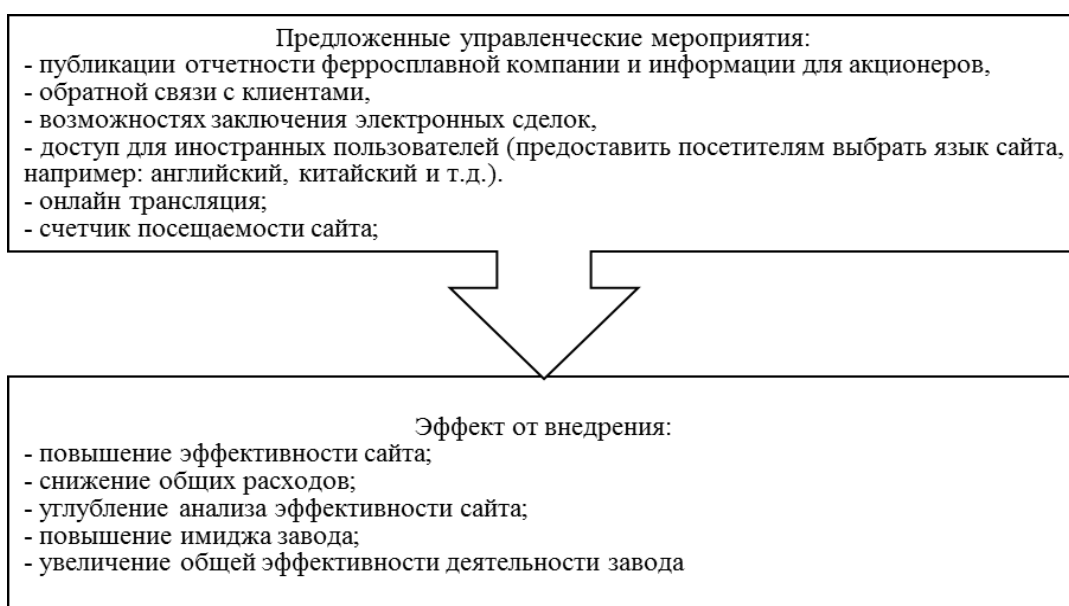 Предложенные управленческие мероприятия:
- публикации отчетности ферросплавной компании и информации для акционеров,
- обратной связи с клиентами,
- возможностях заключения электронных сделок,
- доступ для иностранных пользователей (предоставить посетителям выбрать язык сайта,
например: английский, китайский и т.д.).
- онлайн трансляция;
- счетчик посещаемости сайта;
Эффект от внедрения:
- повышение эффективности сайта;
- снижение общих расходов;
- углубление анализа эффективности сайта;
- повышение имиджа завода;
- увеличение общей эффективности деятельности завода